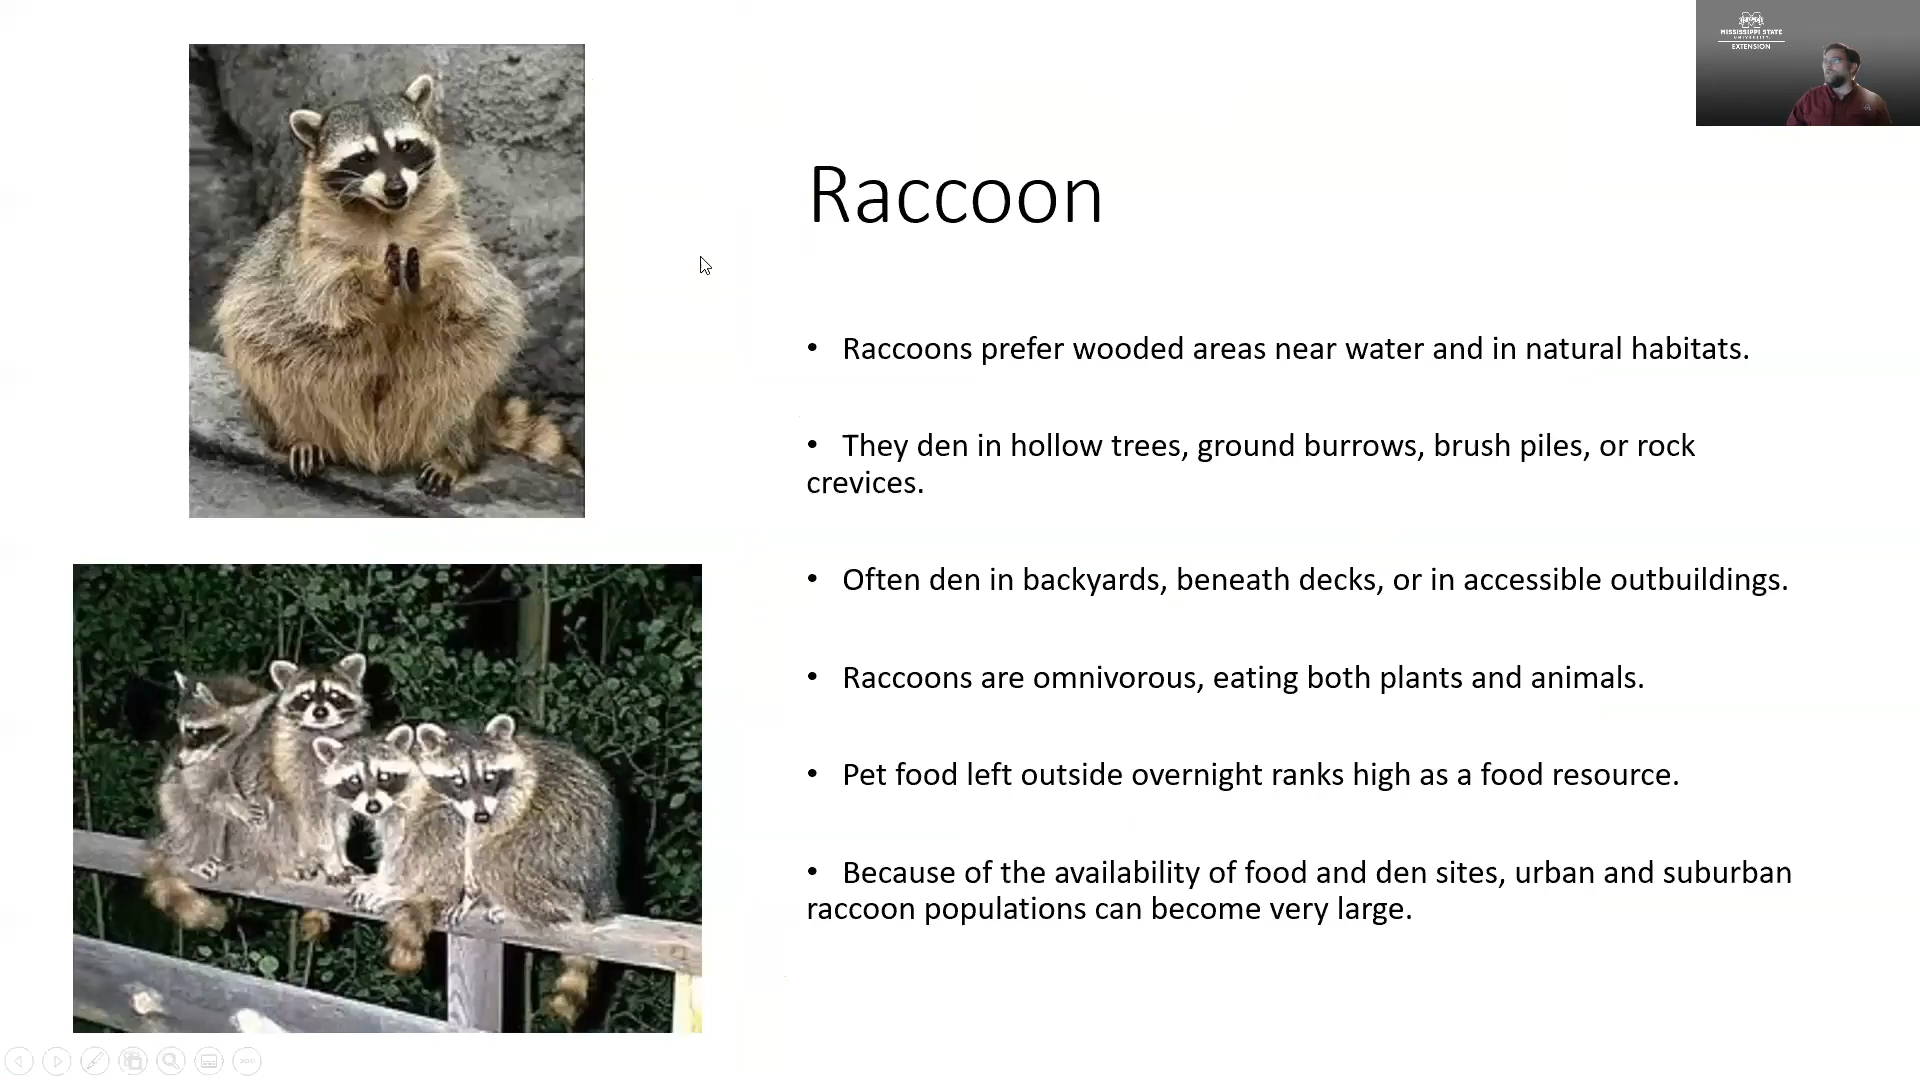 MISSISSIPPI STATE
UNIVERSITY
EXTENSION
Raccoon
• Raccoons prefer wooded areas near water and in natural habitats.
• They den in hollow trees, ground burrows, brush piles, or rock
crevices.
• Often den in backyards, beneath decks, or in accessible outbuildings.
• Raccoons are omnivorous, eating both plants and animals.
• Pet food left outside overnight ranks high as a food resource.
• Because of the availability of food and den sites, urban and suburban
raccoon populations can become very large.